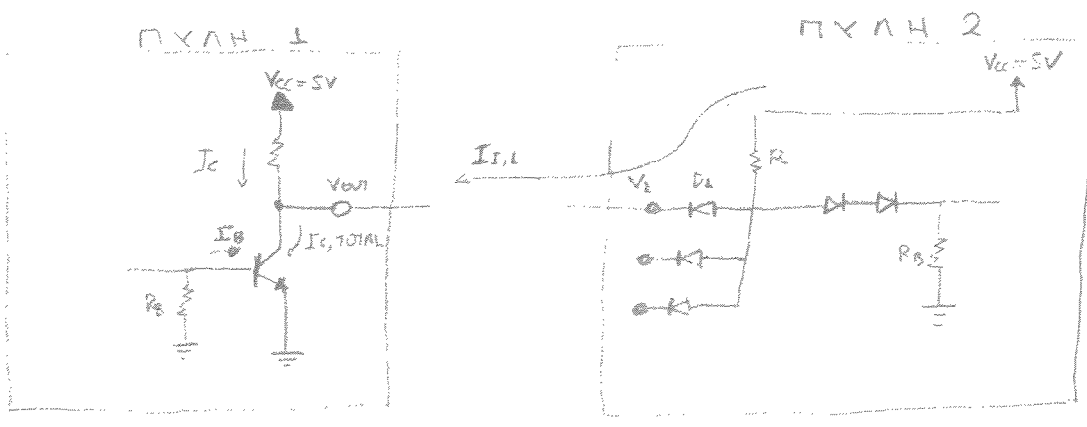 ΠΥΛΗ 1
Vcc = 5V
Ic
Vout
IB
Ic, TOTAL
RB
ΠΥΛΗ 2
Vcc = 5V
II,1
R
V1
D1
RB